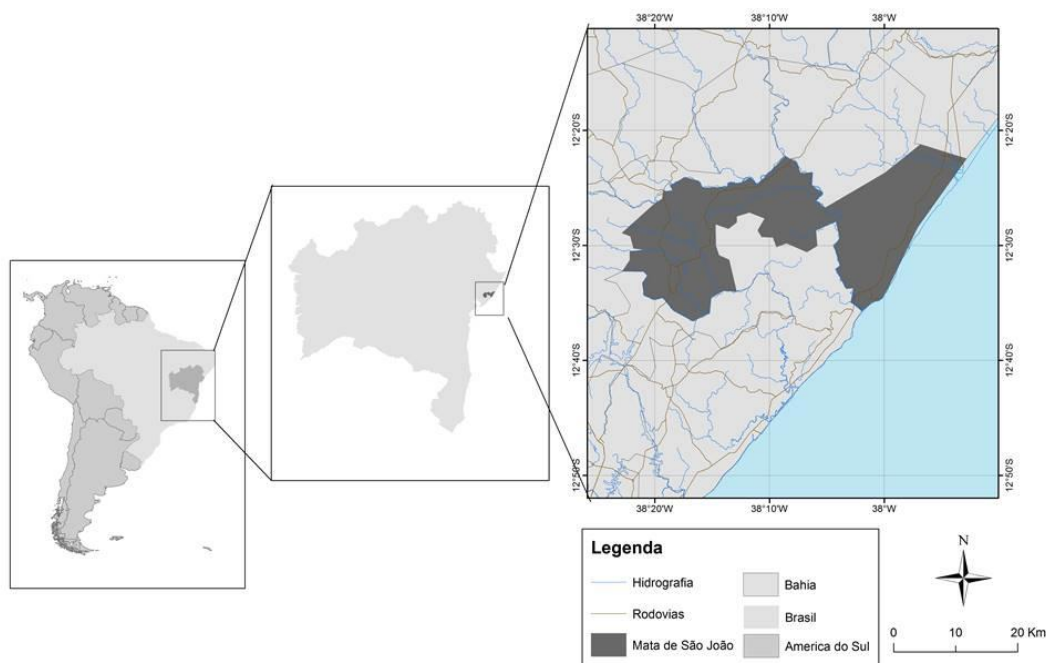 38°20'W 38°10'W 38°W
12°20'S 12°20'S
12°30'S 12°30'S
12°40'S 12°40'S
12°50'S 12°50'S
38°20'W 38°10'W 38°W
Legenda
Hidrografia
Bahia
Rodovias
Brasil
Mata de São João
America do Sul
N
0 10 20 Km